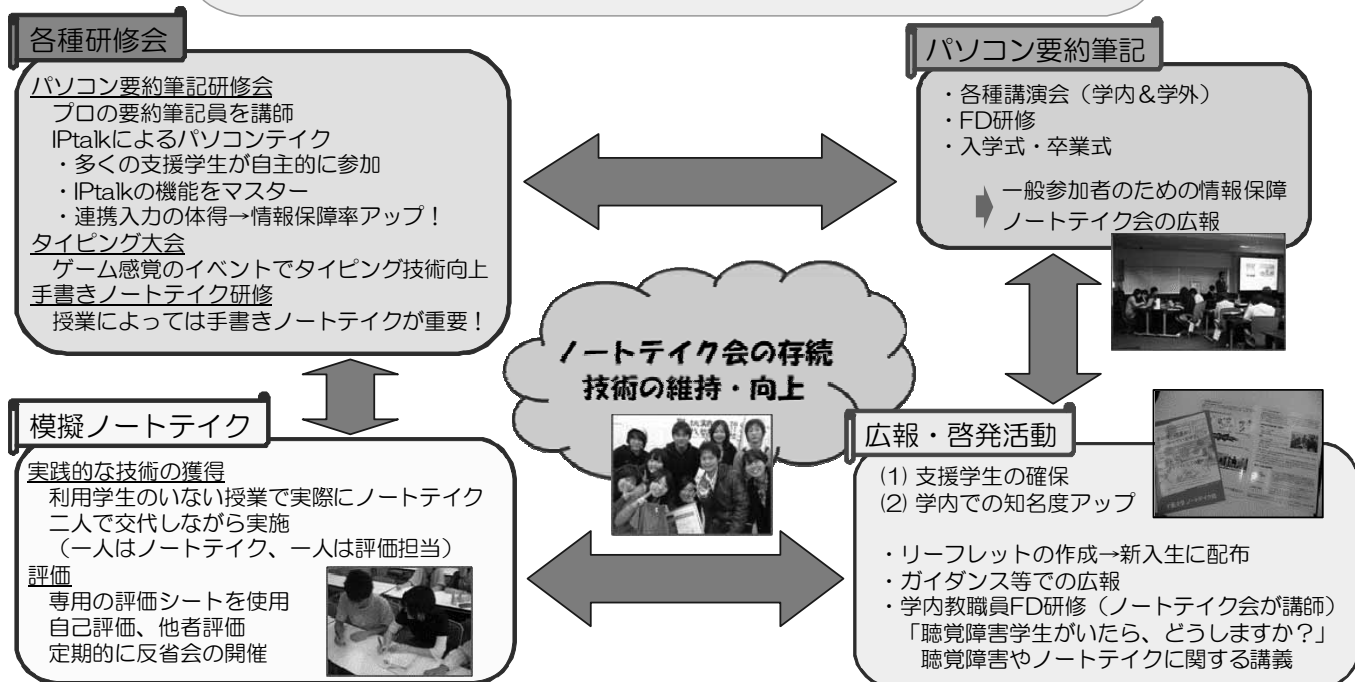 各種研修会
パソコン要約筆記研修会
プロの要約筆記員を講師
IPtalkによるパソコンテイク
・多くの支援学生が自主的に参加
・IPtalkの機能をマスター
・連携入力の体得→情報保障率アップ！
タイピング大会
ゲーム感覚のイベントでタイピング技術向上
手書きノートテイク研修
授業によっては手書きノートテイクが重要！
パソコン要約筆記
・各種講演会（学内＆学外）
・FD研修
・入学式・卒業式
一般参加者のための情報保障
ノートテイク会の広報
ノートテイク会の存続
技術の維持・向上
模擬ノートテイク
実践的な技術の獲得
利用学生のいない授業で実際にノートテイク
二人で交代しながら実施
（一人はノートテイク、一人は評価担当）
評価
専用の評価シートを使用
自己評価、他者評価
定期的に反省会の開催
広報・啓発活動
(1) 支援学生の確保
(2) 学内での知名度アップ
・リーフレットの作成→新入生に配布
・ガイダンス等での広報
・学内教職員FD研修（ノートテイク会が講師）
「聴覚障害学生がいたら、どうしますか？」
聴覚障害やノートテイクに関する講義